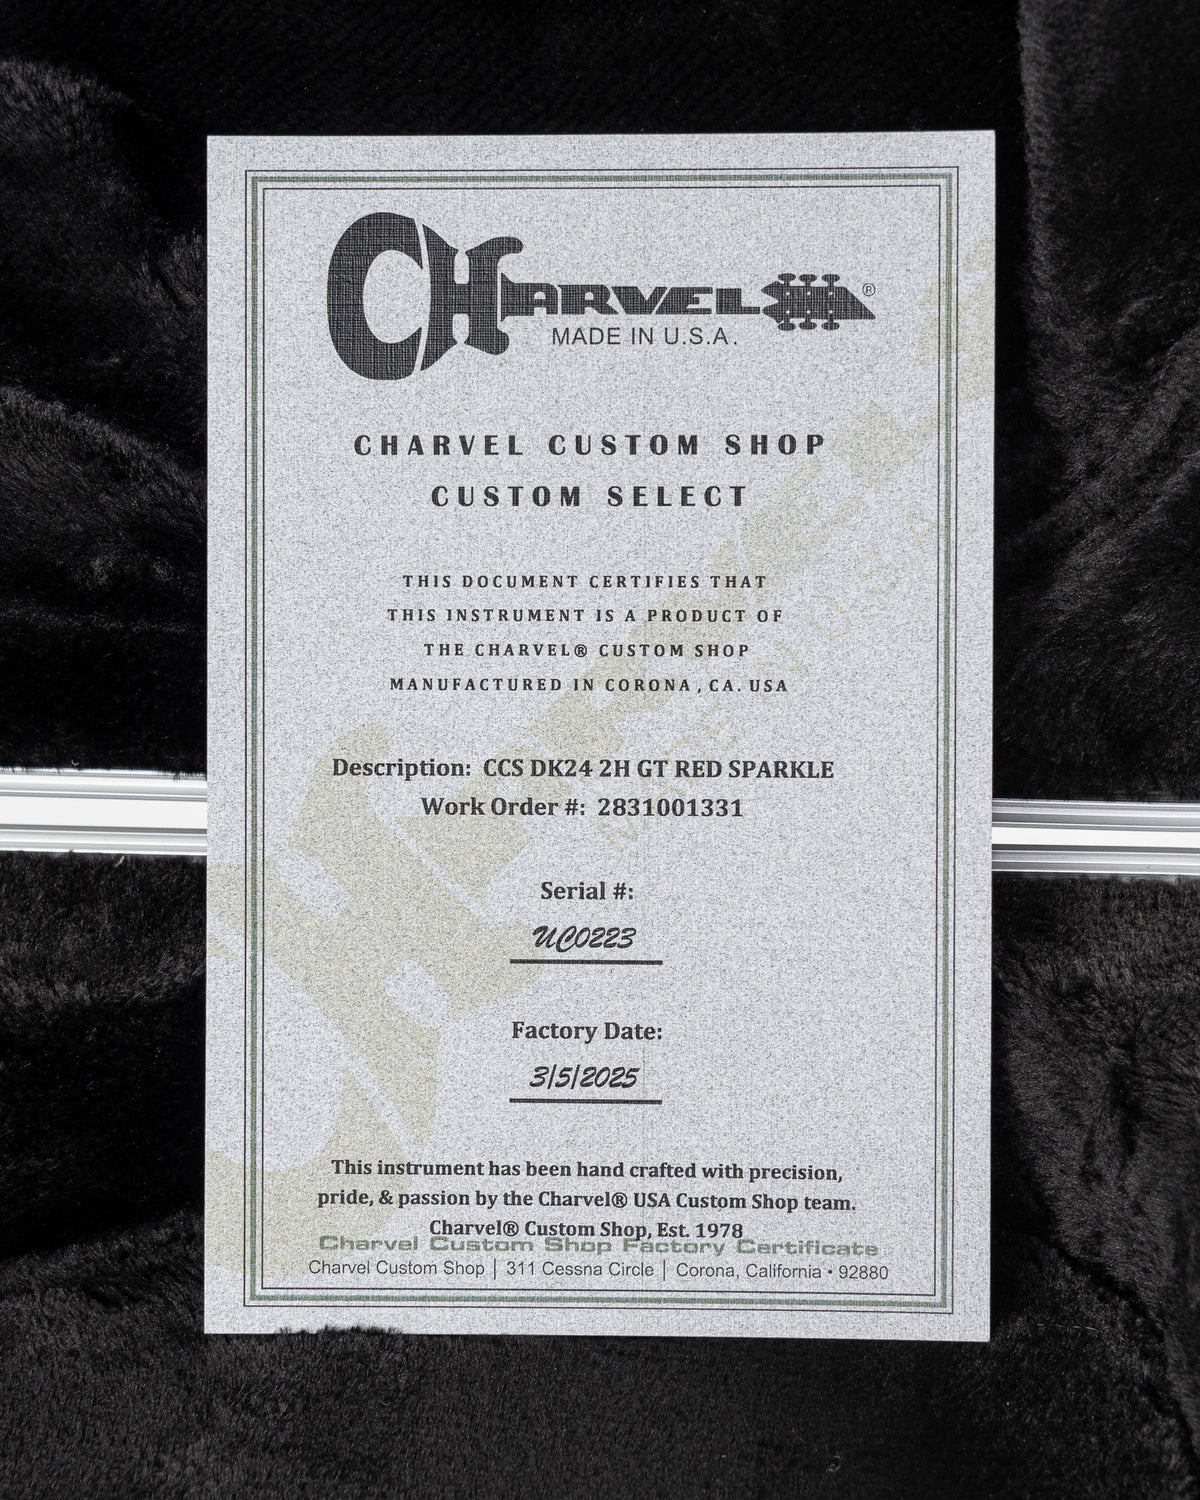 CHARVEL®
MADE IN U.S.A.
CHARVEL CUSTOM SHOP
CUSTOM SELECT
THIS DOCUMENT CERTIFIES THAT
THIS INSTRUMENT IS A PRODUCT OF
THE CHARVEL® CUSTOM SHOP
MANUFACTURED IN CORONA, CA. USA
Description: CCS DK24 2H GT RED SPARKLE
Work Order #: 2831001331
Serial #:
UC0223
Factory Date:
3/5/2025
This instrument has been hand crafted with precision,
pride, & passion by the Charvel® USA Custom Shop team.
Charvel® Custom Shop, Est. 1978
Charvel Custom Shop Factory Certificate
Charvel Custom Shop | 311 Cessna Circle | Corona, California • 92880